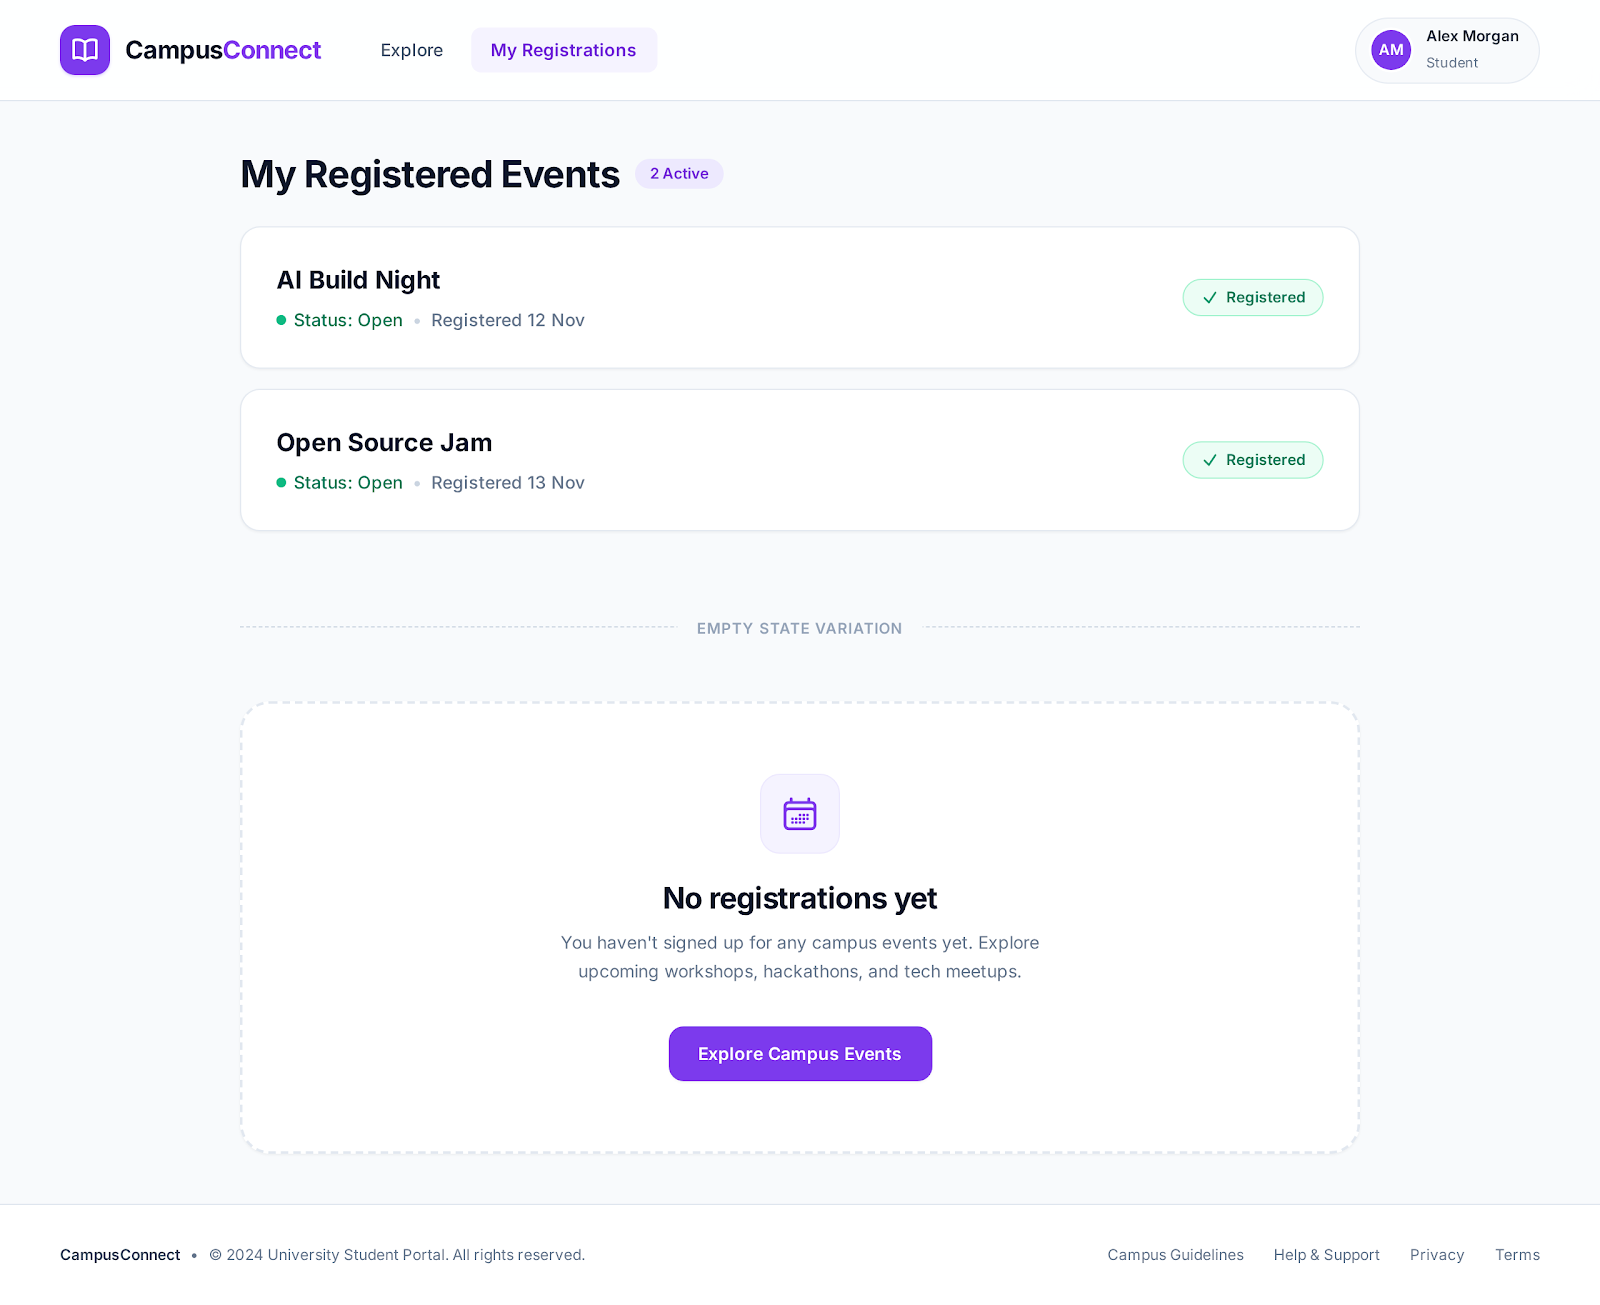 CampusConnect
Explore
My Registrations
AM
Alex Morgan
Student
My Registered Events
2 Active
AI Build Night
Status: Open • Registered 12 Nov
Registered
Open Source Jam
Status: Open • Registered 13 Nov
Registered
EMPTY STATE VARIATION
No registrations yet
You haven't signed up for any campus events yet. Explore
upcoming workshops, hackathons, and tech meetups.
Explore Campus Events
CampusConnect • © 2024 University Student Portal. All rights reserved.
Campus Guidelines
Help & Support
Privacy
Terms